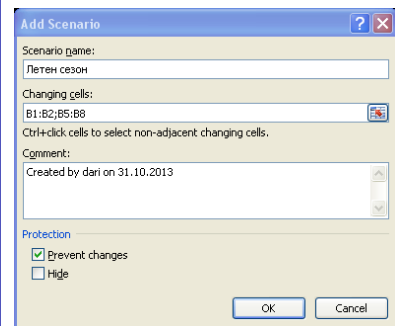 Add Scenario
Scenario name:
Летен сезон
Changing cells:
B1:B2;B5:B8
Ctrl+click cells to select non-adjacent changing cells.
Comment:
Created by dari on 31.10.2013
Protection
Prevent changes
Hide
OK Cancel